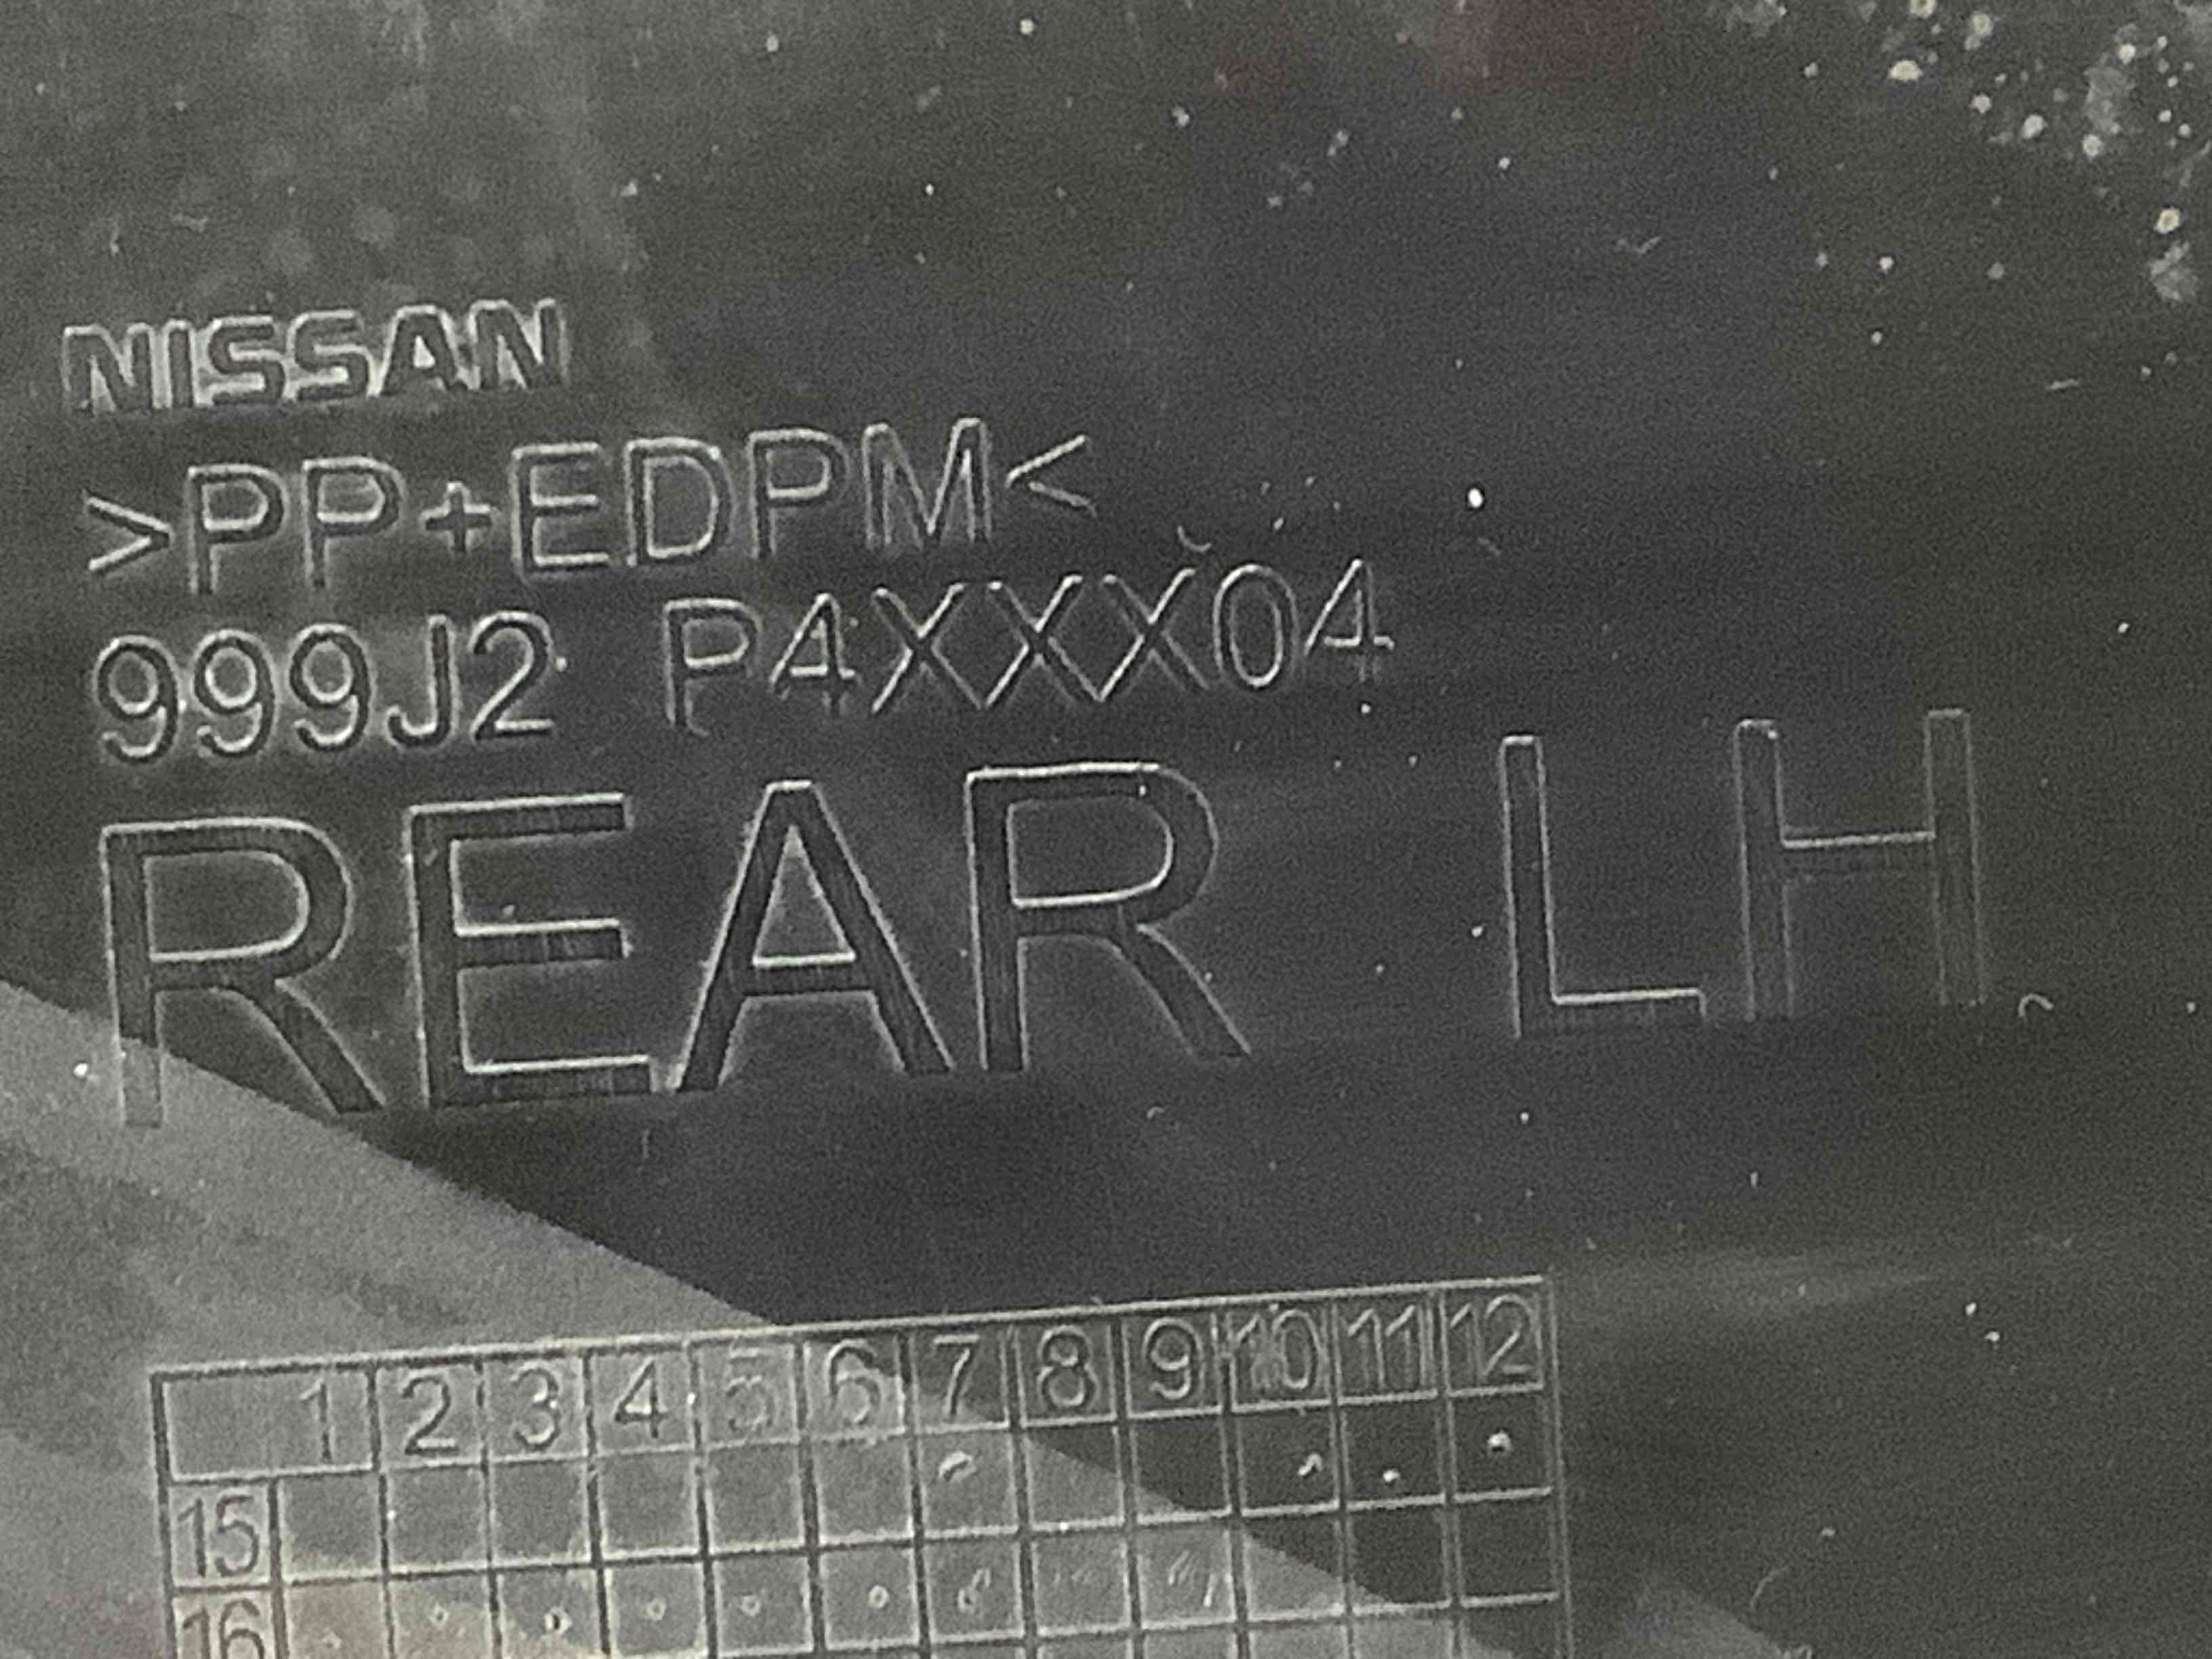 NISSAN
>PP+EDPM<
999J2 P4XXX04
REAR LH
1 2 3 4 5 6 7 8 9 10 11 12
15
16